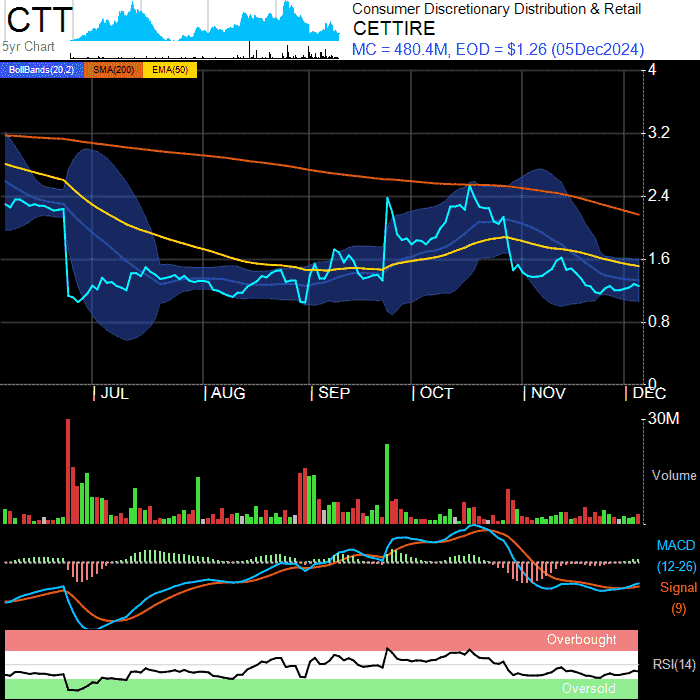 CTT
5yr Chart
Consumer Discretionary Distribution & Retail
CETTIRE
MC = 480.4M, EOD = $1.26 (05Dec2024)
BollBands(20,2) SMA(200) EMA(50)
4
3.2
2.4
1.6
0.8
0
JUL AUG SEP OCT NOV DEC
30M
Volume
MACD
(12-26)
Signal
(9)
Overbought
RSI(14)
Oversold